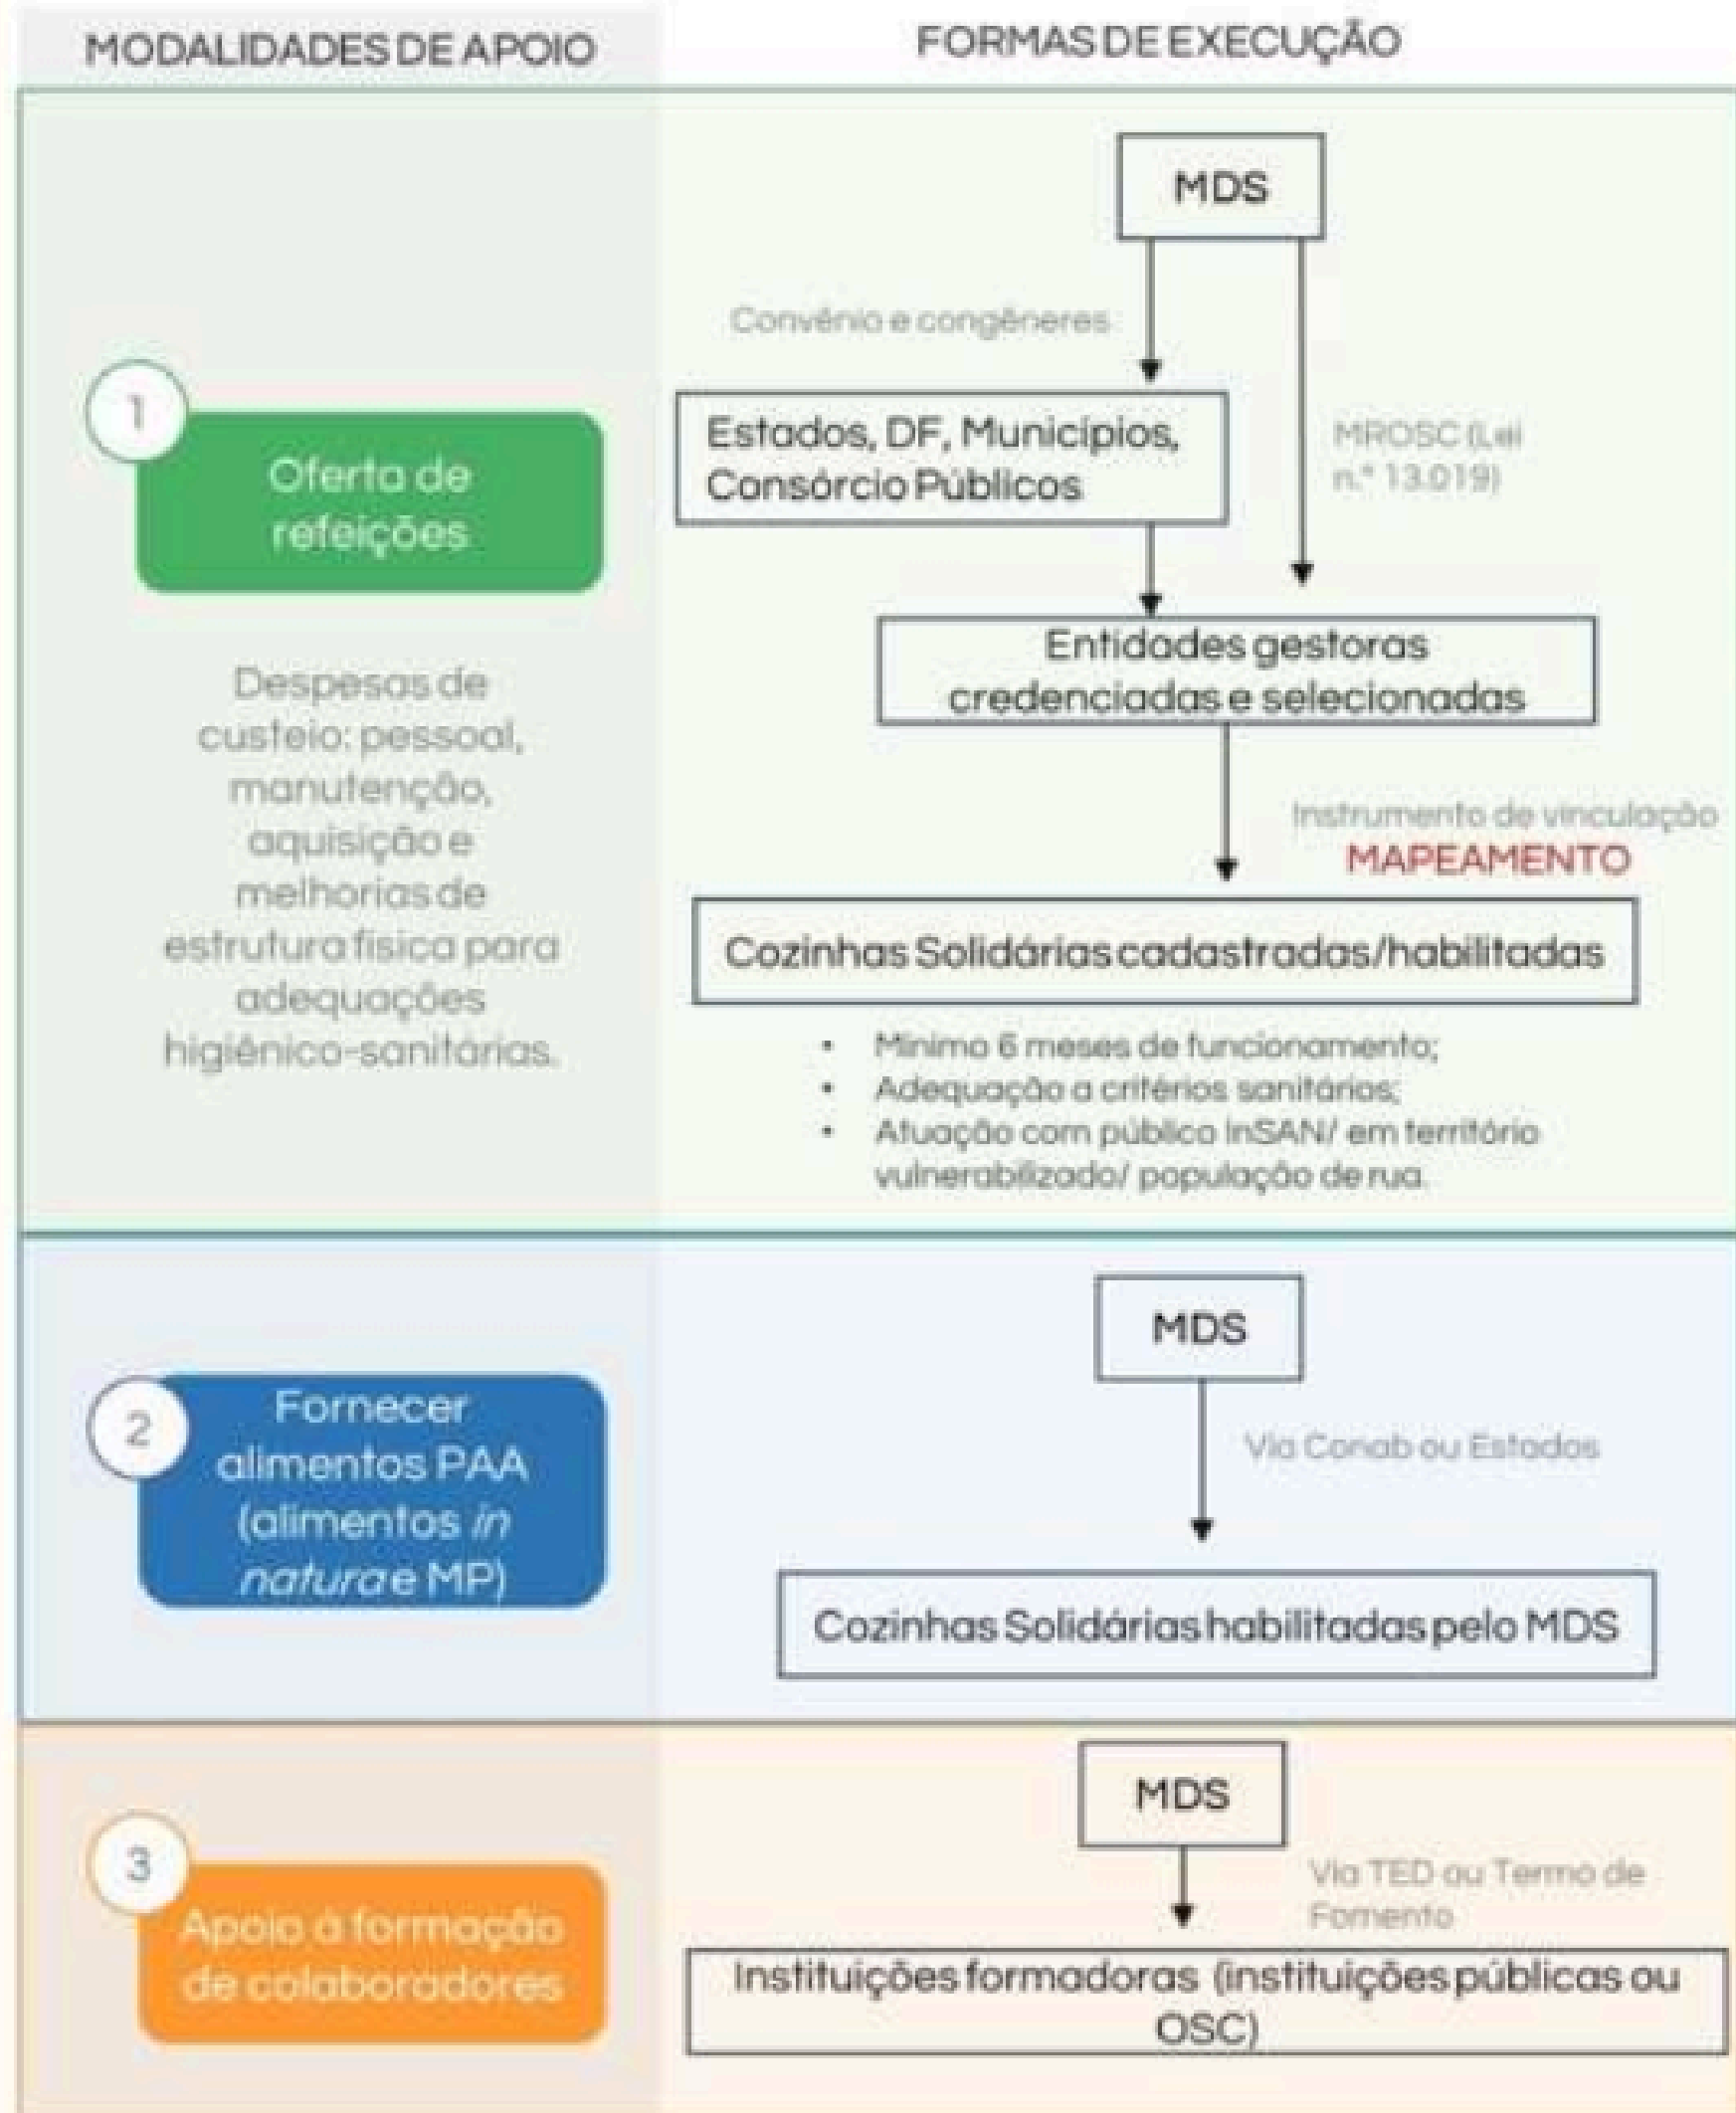 MODALIDADES DE APOIO
FORMAS DE EXECUÇÃO
1
Oferta de
refeições
Despesas de
custeio: pessoal,
manutenção,
aquisição e
melhorias de
estrutura física para
adequações
higiênico-sanitárias.
MDS
Convênio e congêneres
Estados, DF, Municípios,
Consórcio Públicos
MROSC (Lei
n.º 13.019)
Entidades gestoras
credenciadas e selecionadas
Instrumento de vinculação
MAPEAMENTO
Cozinhas Solidárias cadastradas/habilitadas
• Mínimo 6 meses de funcionamento;
• Adequação a critérios sanitários;
• Atuação com público InSAN/ em território
vulnerabilizado/ população de rua.
2
Fornecer
alimentos PAA
(alimentos in
natura e MP)
MDS
Via Conab ou Estados
Cozinhas Solidárias habilitadas pelo MDS
3
Apoio à formação
de colaboradores
MDS
Via TED ou Termo de
Fomento
Instituições formadoras (instituições públicas ou
OSC)